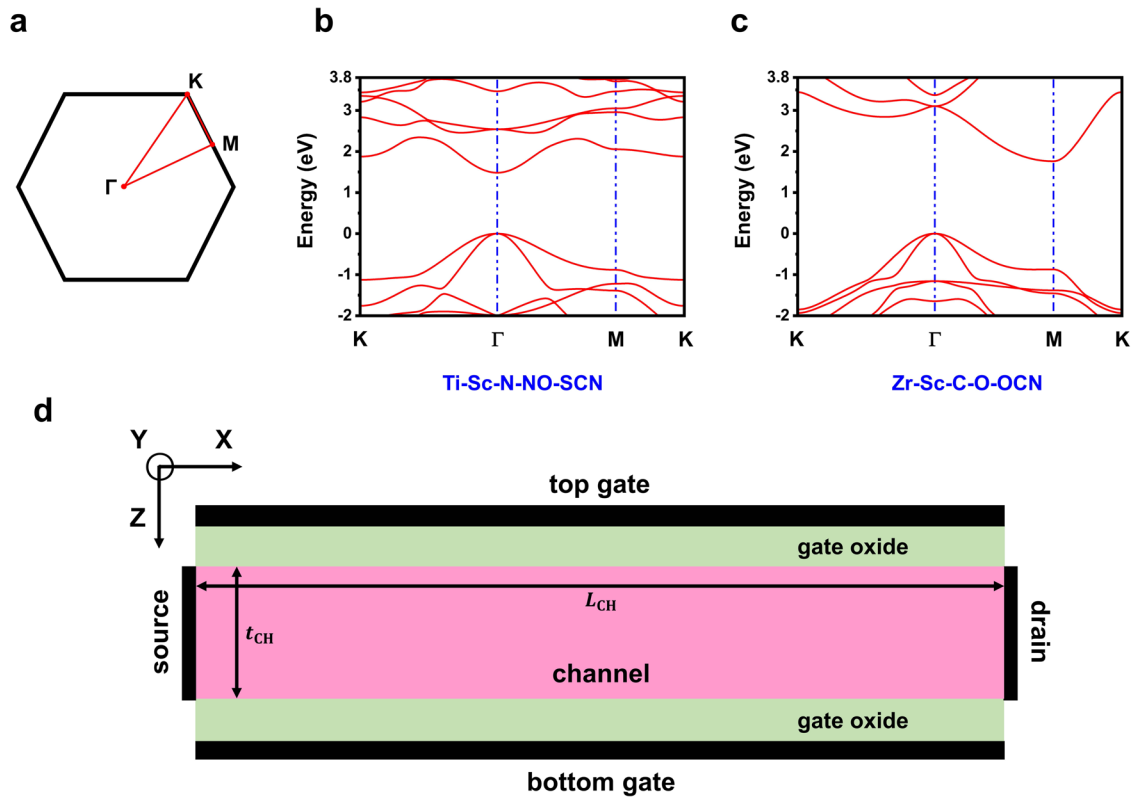 a
K
M
Γ
b
Energy (eV)
3.8
3
2
1
0
-1
-2
K
Γ
M
K
Ti-Sc-N-NO-SCN
c
Energy (eV)
3.8
3
2
1
0
-1
-2
K
Γ
M
K
Zr-Sc-C-O-OCN
d
Y
X
Z
top gate
gate oxide
source
L_CH
t_CH
channel
drain
gate oxide
bottom gate